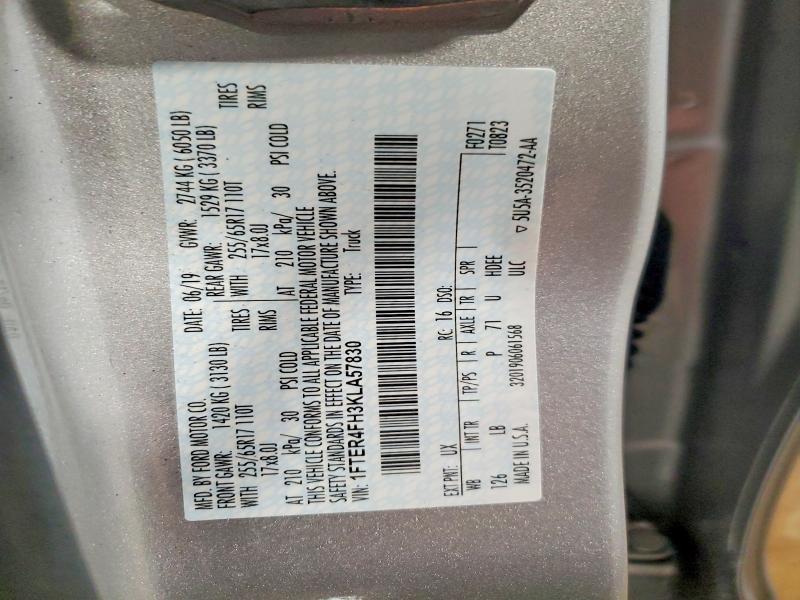 MFD. BY FORD MOTOR CO.
DATE: 06/19 GVWR: 2744 KG ( 6050 LB)
FRONT GAWR: 1420 KG ( 3130 LB) REAR GAWR: 1529 KG ( 3370 LB)
WITH 255/65R17 110T TIRES WITH 255/65R17 110T TIRES
17x8.0J RIMS 17x8.0J RIMS
AT 210 kPa/ 30 PSI COLD AT 210 kPa/ 30 PSI COLD
THIS VEHICLE CONFORMS TO ALL APPLICABLE FEDERAL MOTOR VEHICLE
SAFETY STANDARDS IN EFFECT ON THE DATE OF MANUFACTURE SHOWN ABOVE.
VIN: 1FTER4FH3KLA57830 TYPE: Truck
EXT PNT: UX RC: 16 DSO: F0271
WB INT TR TP/PS R AXLE TR SPR T0823
126 LB P 71 U HDEE
MADE IN U.S.A. 3201906061568 ULC
5U5A-3520472-AA